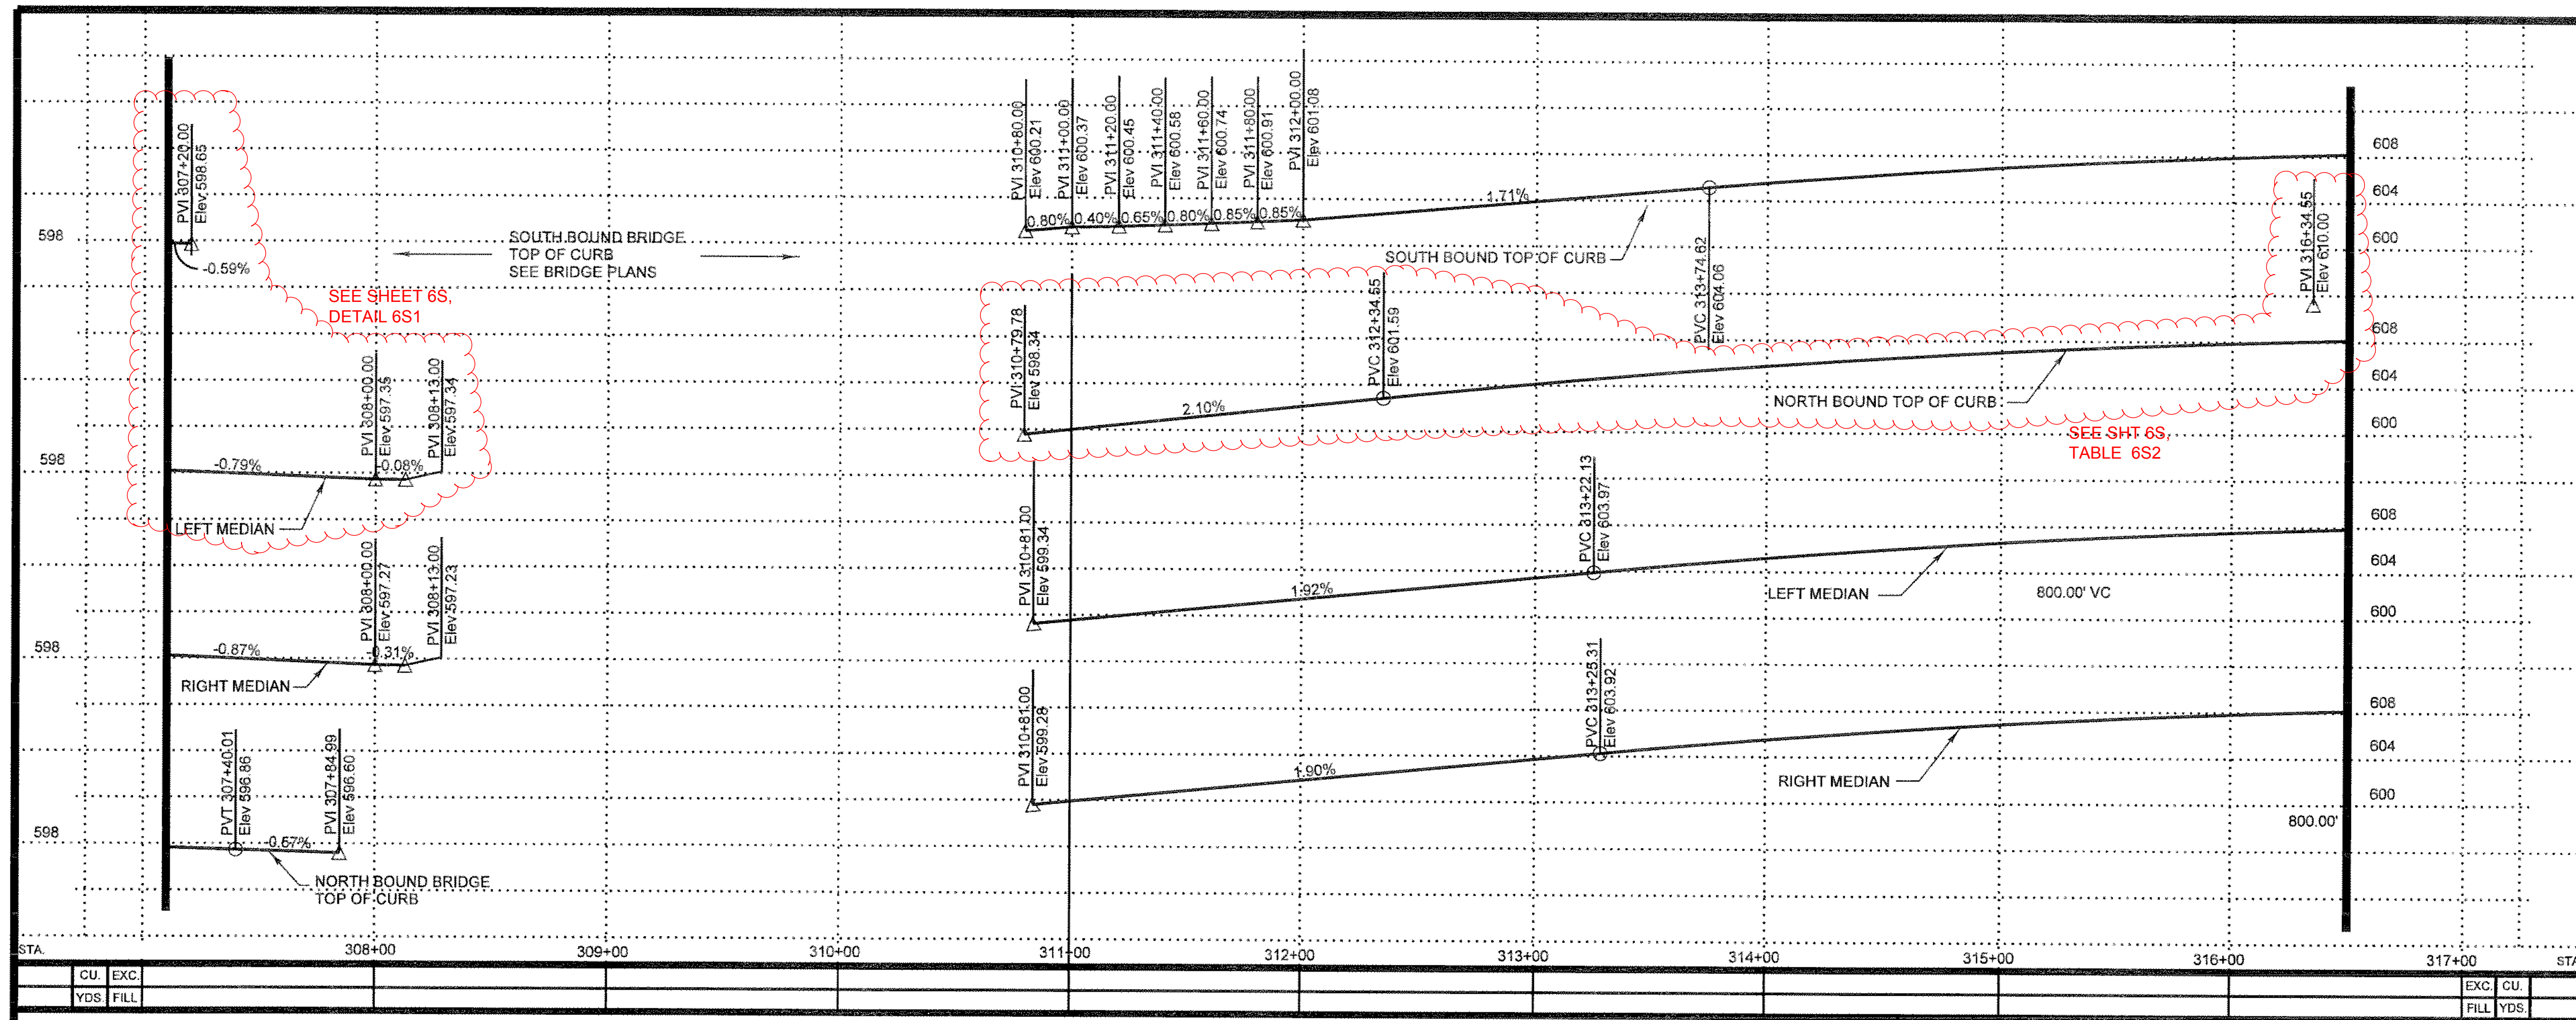 PVI 307+20.00
Elev 598.65
598
-0.59%
SOUTH BOUND BRIDGE
TOP OF CURB
SEE BRIDGE PLANS
PVI 310+80.00
Elev 600.21
PVI 311+00.00
Elev 600.37
PVI 311+20.00
Elev 600.45
PVI 311+40.00
Elev 600.58
PVI 311+60.00
Elev 600.74
PVI 311+80.00
Elev 600.91
PVI 312+00.00
Elev 601.08
0.80%
0.40%
0.65%
0.80%
0.85%
0.85%
1.71%
SOUTH BOUND TOP OF CURB
PVC 313+74.62
Elev 604.06
608
604
600
PVI 316+34.55
Elev 610.00
SEE SHEET 6S,
DETAIL 6S1
PVI 308+00.00
Elev 597.35
PVI 308+13.00
Elev 597.34
598
-0.79%
-0.08%
LEFT MEDIAN
PVI 310+79.78
Elev 598.34
2.10%
PVC 312+34.55
Elev 601.59
NORTH BOUND TOP OF CURB
608
604
600
SEE SHT 6S,
TABLE 6S2
PVI 308+00.00
Elev 597.27
PVI 308+13.00
Elev 597.23
598
-0.87%
-0.31%
RIGHT MEDIAN
PVI 310+81.00
Elev 599.34
1.92%
PVC 313+22.13
Elev 603.97
LEFT MEDIAN
800.00' VC
608
604
600
PVT 307+40.01
Elev 596.86
PVI 307+84.99
Elev 596.60
598
-0.57%
NORTH BOUND BRIDGE
TOP OF CURB
PVI 310+81.00
Elev 599.28
1.90%
PVC 313+25.31
Elev 603.92
RIGHT MEDIAN
608
604
600
800.00'
STA.
308+00
309+00
310+00
311+00
312+00
313+00
314+00
315+00
316+00
317+00
STA
CU. EXC.
YDS. FILL
EXC. CU.
FILL YDS.